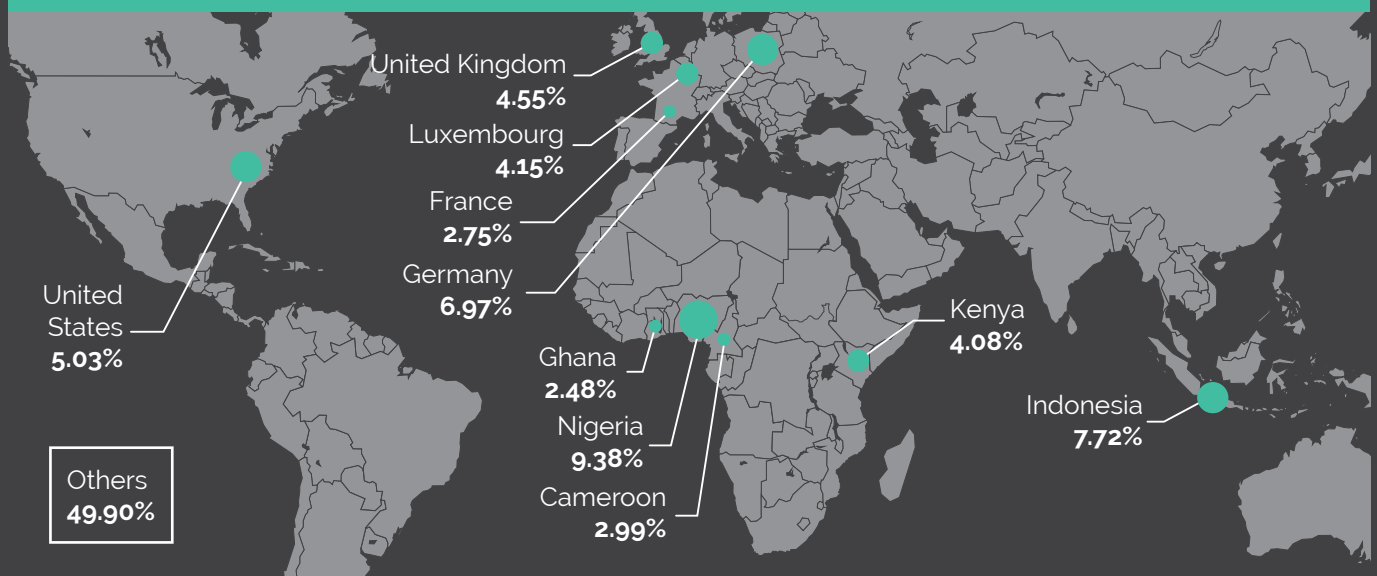 United Kingdom
4.55%
Luxembourg
4.15%
France
2.75%
Germany
6.97%
United
States
5.03%
Ghana
2.48%
Nigeria
9.38%
Cameroon
2.99%
Kenya
4.08%
Indonesia
7.72%
Others
49.90%